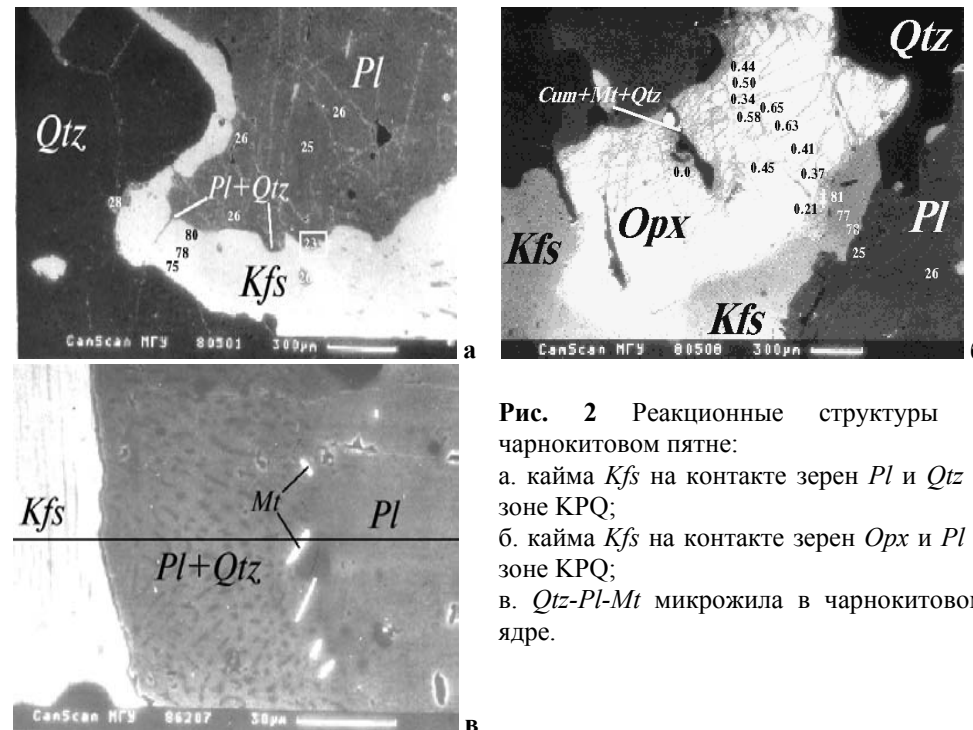 Qtz
Pl
26
26
25
Pl+Qtz
28
26
80
78
75
23
Kfs
CamScan МГУ 80501 300µm
а
Qtz
0.44
0.50
Cum+Mt+Qtz
0.34
0.65
0.58
0.63
0.41
0.45
0.37
0.0
81
0.21
77
78
Opx
Pl
Kfs
25
26
Kfs
CamScan МГУ 80508 300µm
Mt
Kfs
Pl
Pl+Qtz
CamScan МГУ 86207 30µm
в
Рис. 2 Реакционные структуры
чарнокитовом пятне:
а. кайма Kfs на контакте зерен Pl и Qtz
зоне KPQ;
б. кайма Kfs на контакте зерен Opx и Pl
зоне KPQ;
в. Qtz-Pl-Mt микрожила в чарнокитовом
ядре.